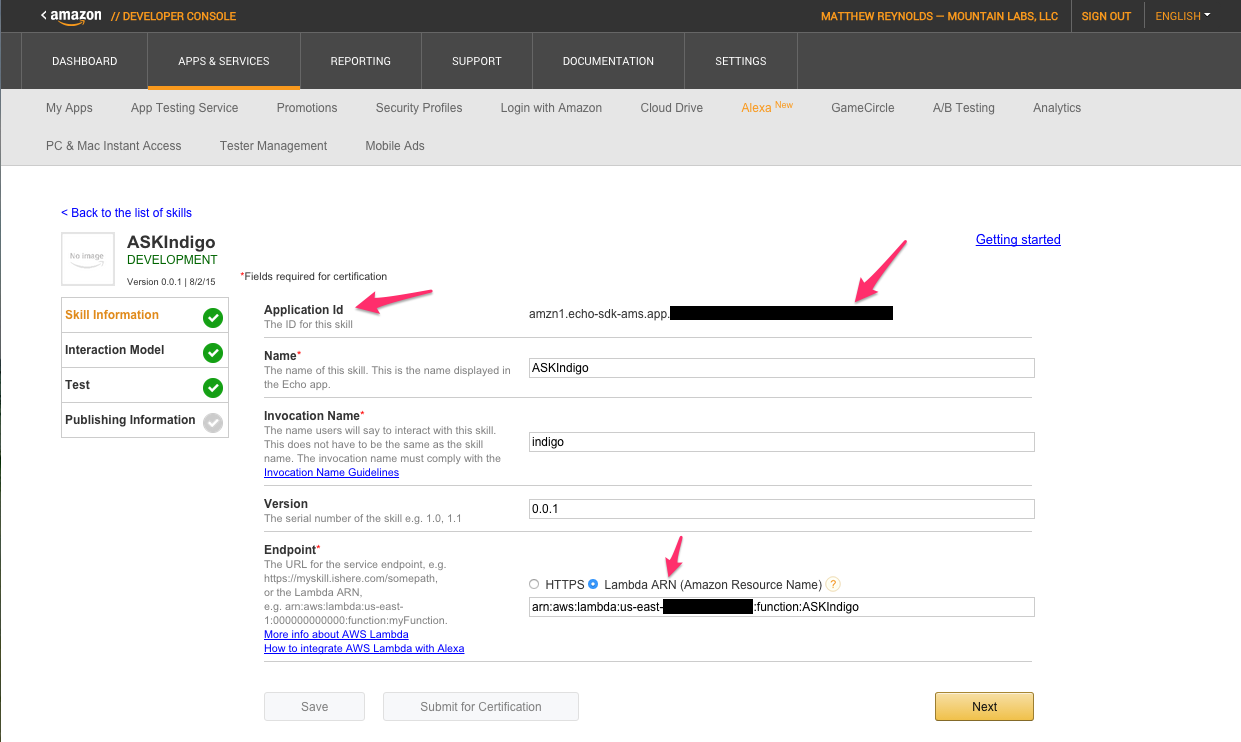 < amazon // DEVELOPER CONSOLE
MATTHEW REYNOLDS — MOUNTAIN LABS, LLC SIGN OUT ENGLISH
DASHBOARD APPS & SERVICES REPORTING SUPPORT DOCUMENTATION SETTINGS
My Apps App Testing Service Promotions Security Profiles Login with Amazon Cloud Drive Alexa New GameCircle A/B Testing Analytics
PC & Mac Instant Access Tester Management Mobile Ads
< Back to the list of skills
Getting started
No image
ASKIndigo
DEVELOPMENT
Version 0.0.1 | 8/2/15
*Fields required for certification
Skill Information
Interaction Model
Test
Publishing Information
Application Id
The ID for this skill
amzn1.echo-sdk-ams.app.
Name*
The name of this skill. This is the name displayed in
the Echo app.
ASKIndigo
Invocation Name*
The name users will say to interact with this skill.
This does not have to be the same as the skill
name. The invocation name must comply with the
Invocation Name Guidelines
indigo
Version
The serial number of the skill e.g. 1.0, 1.1
0.0.1
Endpoint*
The URL for the service endpoint, e.g.
https://myskill.ishere.com/somepath,
or the Lambda ARN,
e.g. arn:aws:lambda:us-east-
1:000000000000:function:myFunction.
More info about AWS Lambda
How to integrate AWS Lambda with Alexa
HTTPS Lambda ARN (Amazon Resource Name) ?
arn:aws:lambda:us-east- :function:ASKIndigo
Save Submit for Certification Next